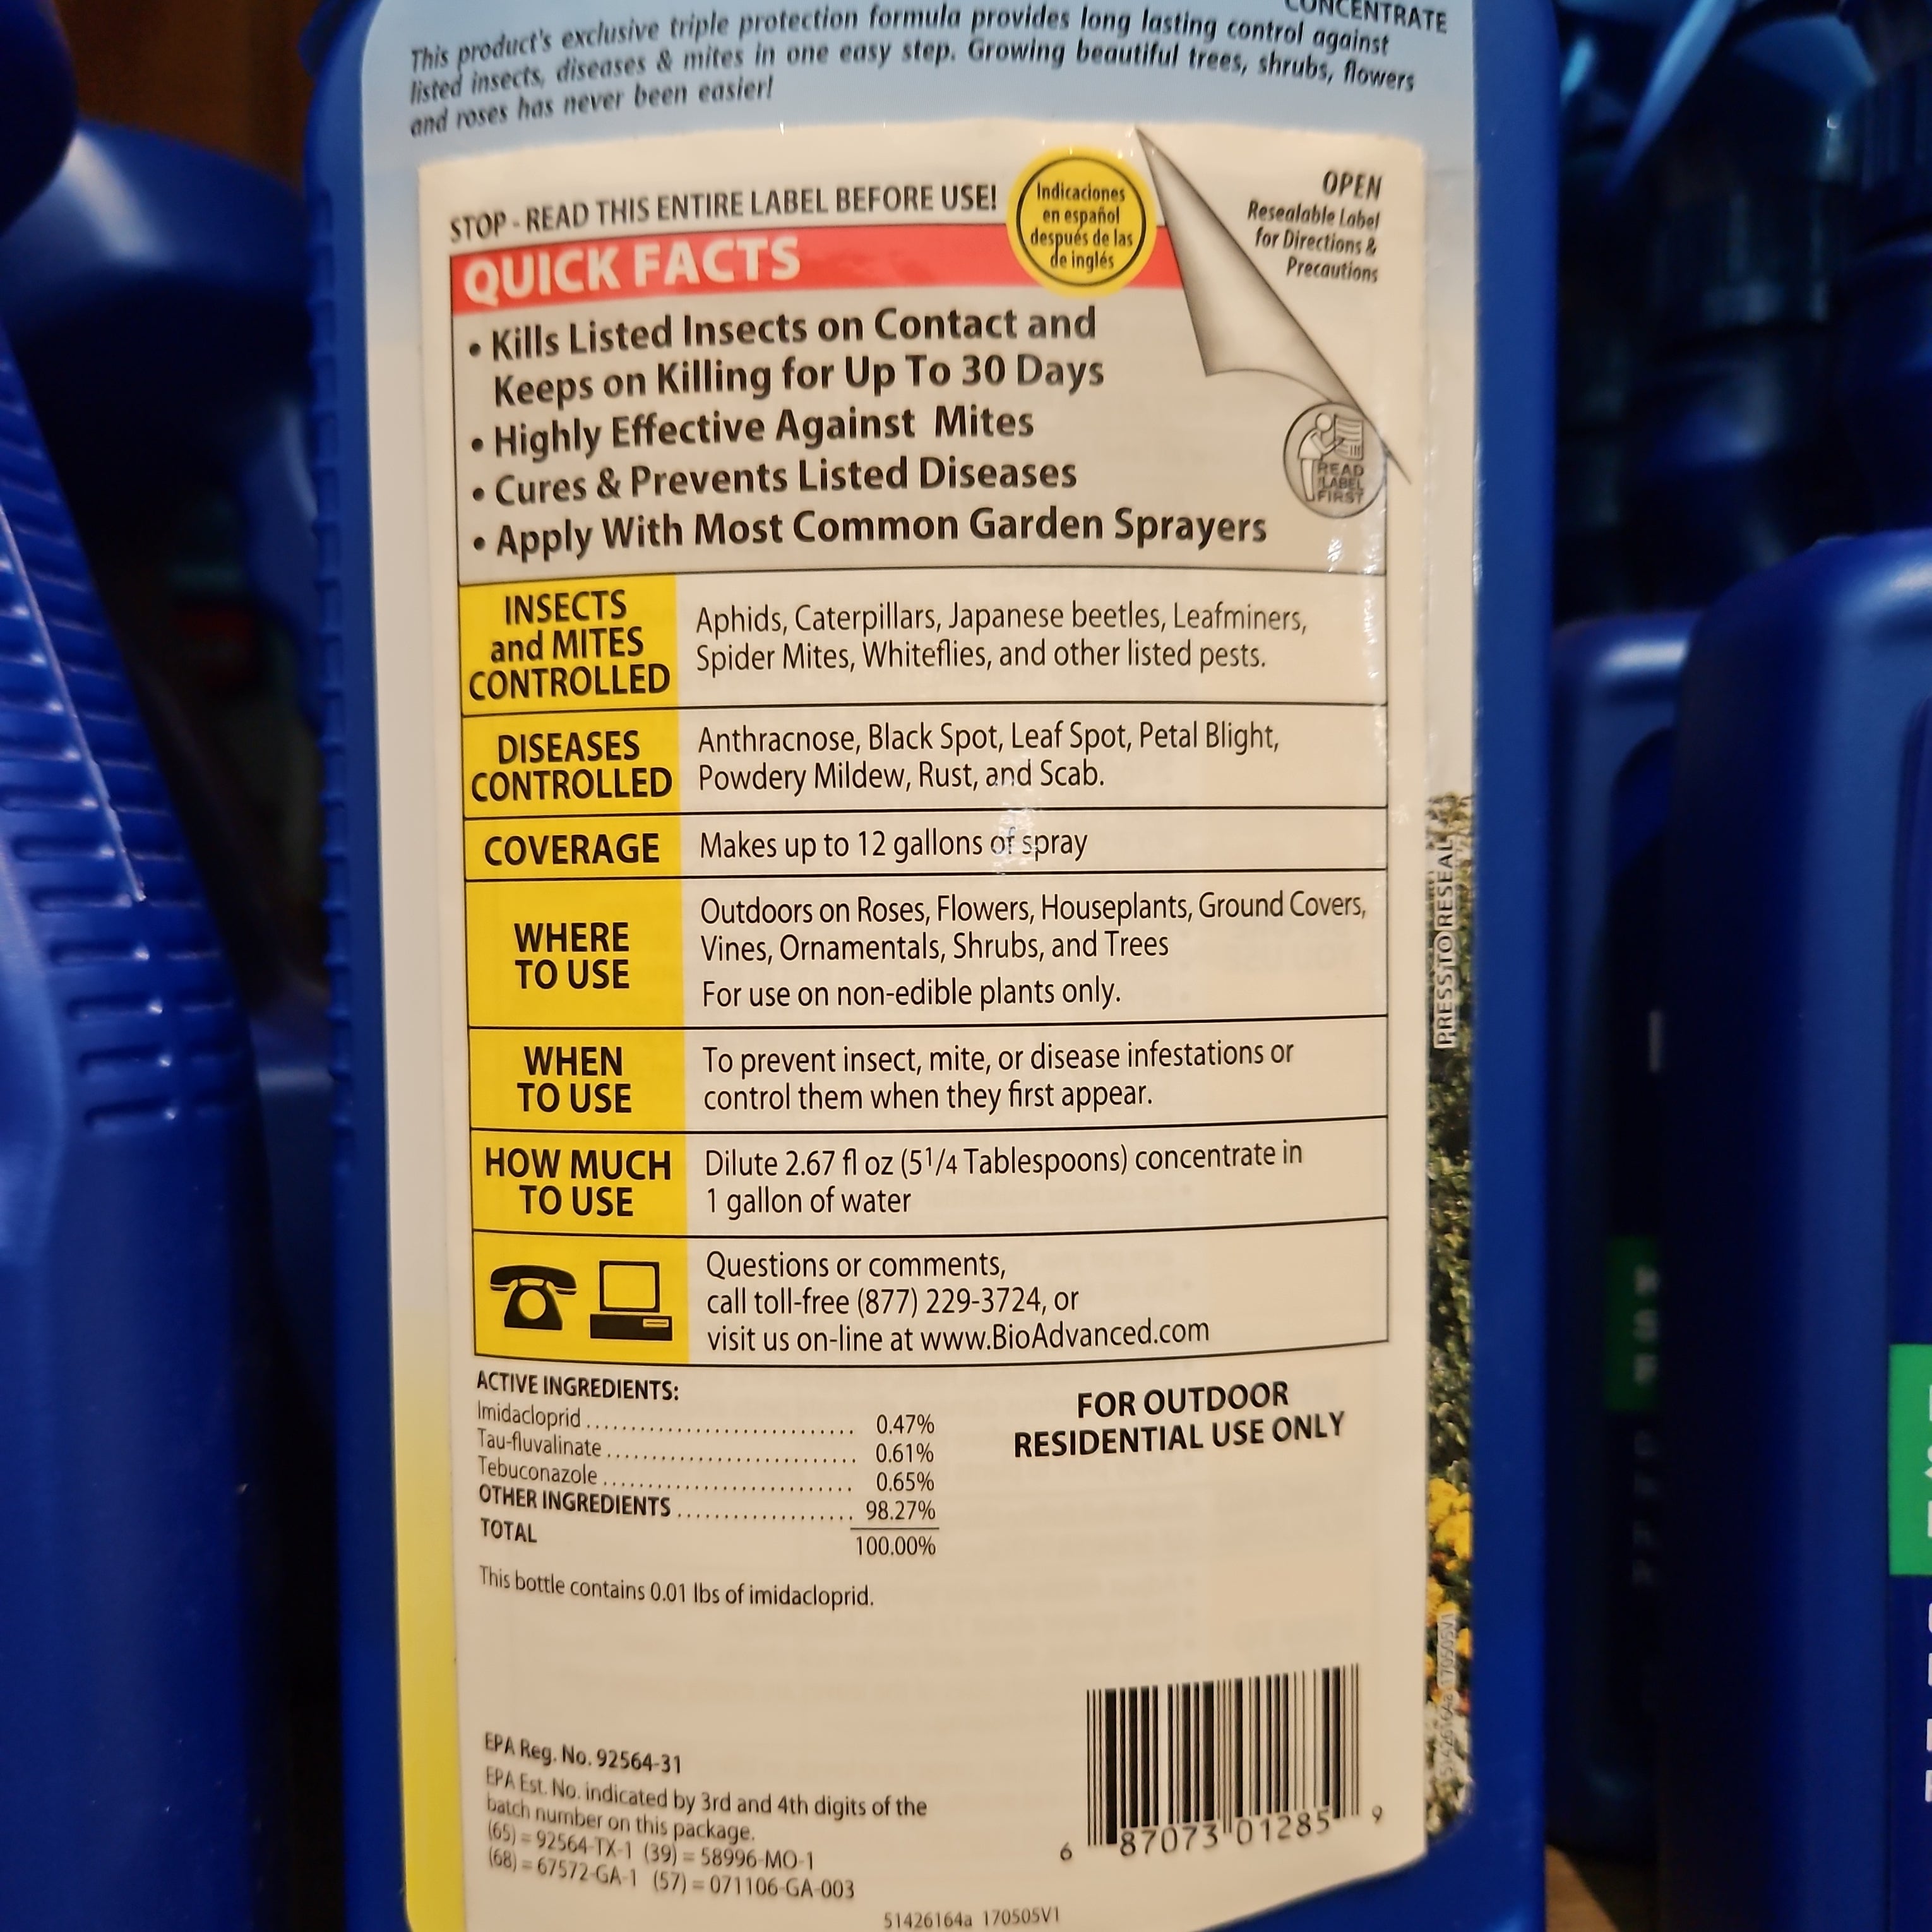 CONCENTRATE
This product's exclusive triple protection formula provides long lasting control against
listed insects, diseases & mites in one easy step. Growing beautiful trees, shrubs, flowers
and roses has never been easier!
STOP - READ THIS ENTIRE LABEL BEFORE USE!
Indicaciones
en español
después de las
de inglés
OPEN
Resealable Label
for Directions &
Precautions
QUICK FACTS
• Kills Listed Insects on Contact and
Keeps on Killing for Up To 30 Days
• Highly Effective Against Mites
• Cures & Prevents Listed Diseases
• Apply With Most Common Garden Sprayers
READ
LABEL
FIRST
INSECTS
and MITES
CONTROLLED
Aphids, Caterpillars, Japanese beetles, Leafminers,
Spider Mites, Whiteflies, and other listed pests.
DISEASES
CONTROLLED
Anthracnose, Black Spot, Leaf Spot, Petal Blight,
Powdery Mildew, Rust, and Scab.
COVERAGE
Makes up to 12 gallons of spray
WHERE
TO USE
Outdoors on Roses, Flowers, Houseplants, Ground Covers,
Vines, Ornamentals, Shrubs, and Trees
For use on non-edible plants only.
WHEN
TO USE
To prevent insect, mite, or disease infestations or
control them when they first appear.
HOW MUCH
TO USE
Dilute 2.67 fl oz (5 1/4 Tablespoons) concentrate in
1 gallon of water
Questions or comments,
call toll-free (877) 229-3724, or
visit us on-line at www.BioAdvanced.com
PRESS TO RESEAL
ACTIVE INGREDIENTS:
Imidacloprid ........................... 0.47%
Tau-fluvalinate ......................... 0.61%
Tebuconazole ......................... 0.65%
OTHER INGREDIENTS .................. 98.27%
TOTAL 100.00%
FOR OUTDOOR
RESIDENTIAL USE ONLY
This bottle contains 0.01 lbs of imidacloprid.
EPA Reg. No. 92564-31
EPA Est. No. indicated by 3rd and 4th digits of the
batch number on this package.
(65) = 92564-TX-1 (39) = 58996-MO-1
(68) = 67572-GA-1 (57) = 071106-GA-003
6 87073 01285 9
51426164a 170505V1
51426164a 170505V1